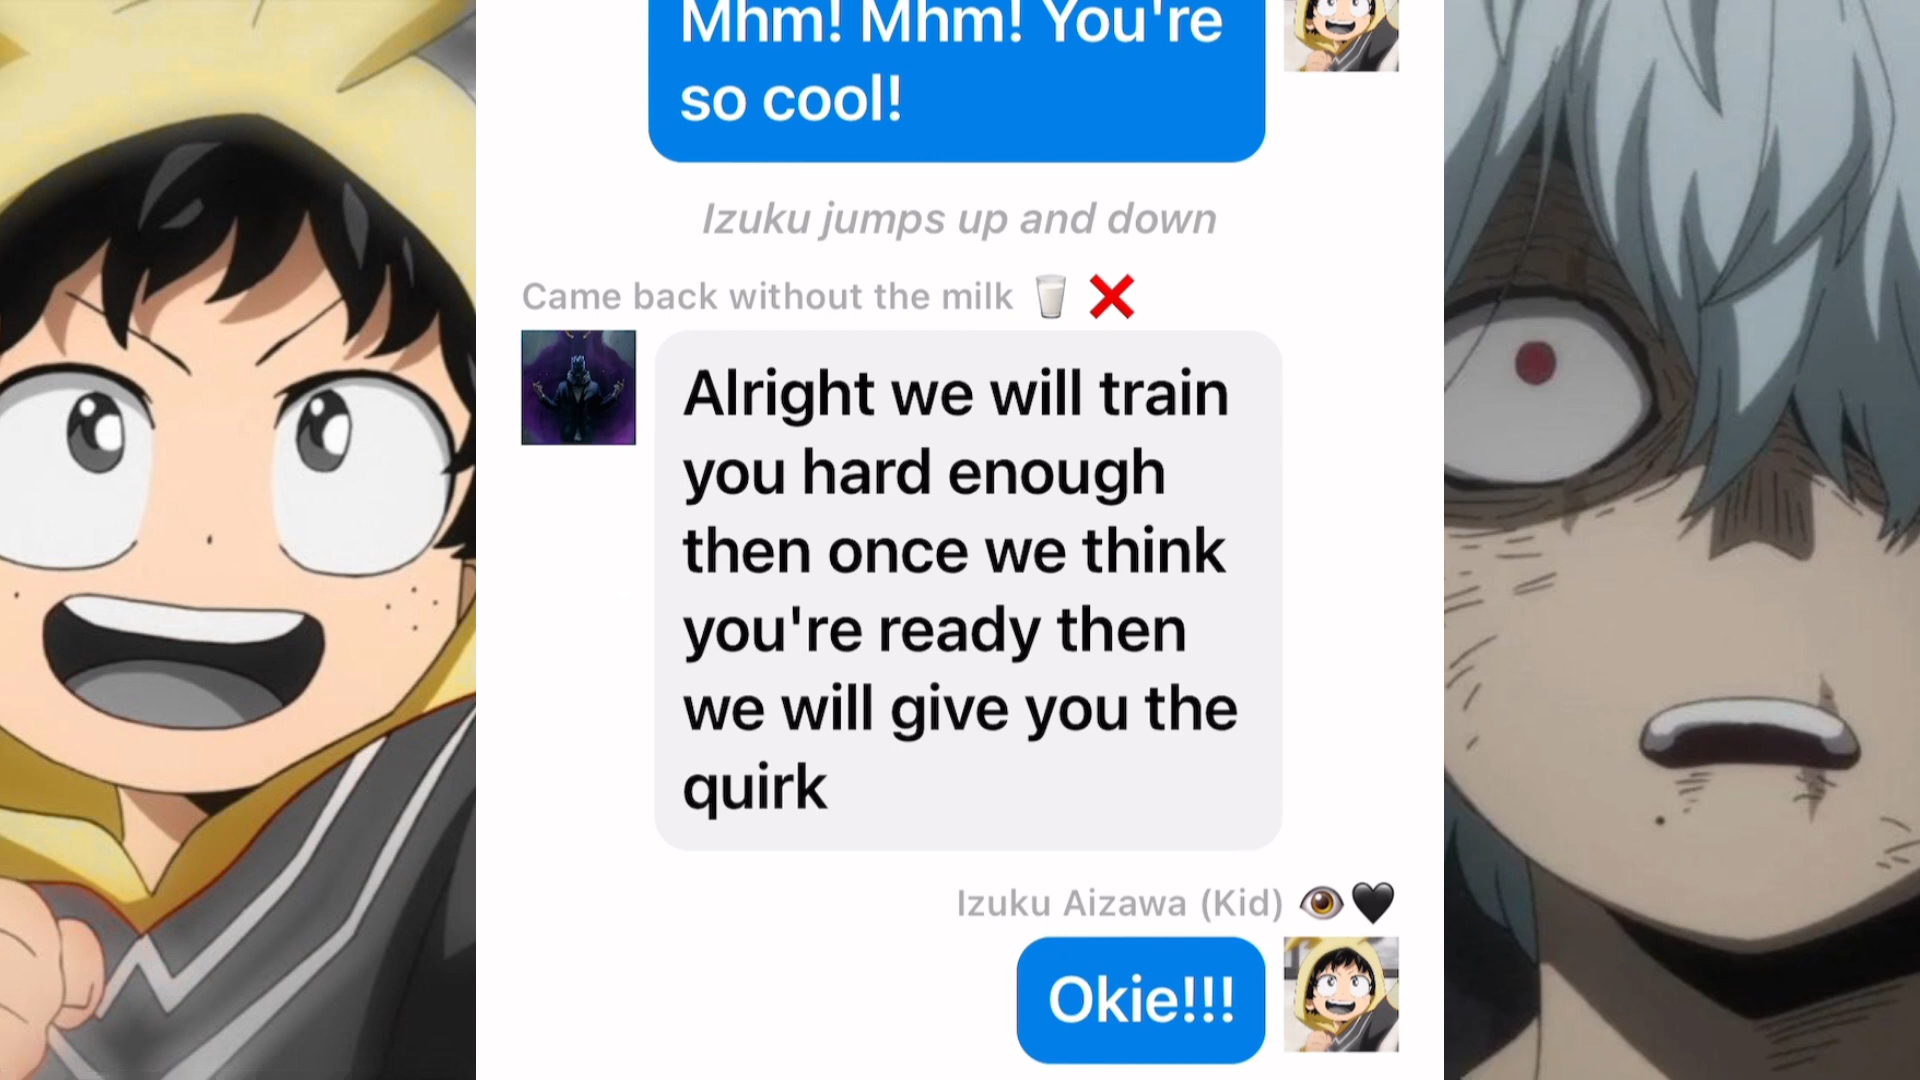 Mhm! Mhm! You're
so cool!
Izuku jumps up and down
Came back without the milk 🥛 ❌
Alright we will train
you hard enough
then once we think
you're ready then
we will give you the
quirk
Izuku Aizawa (Kid) 👁️🖤
Okie!!!